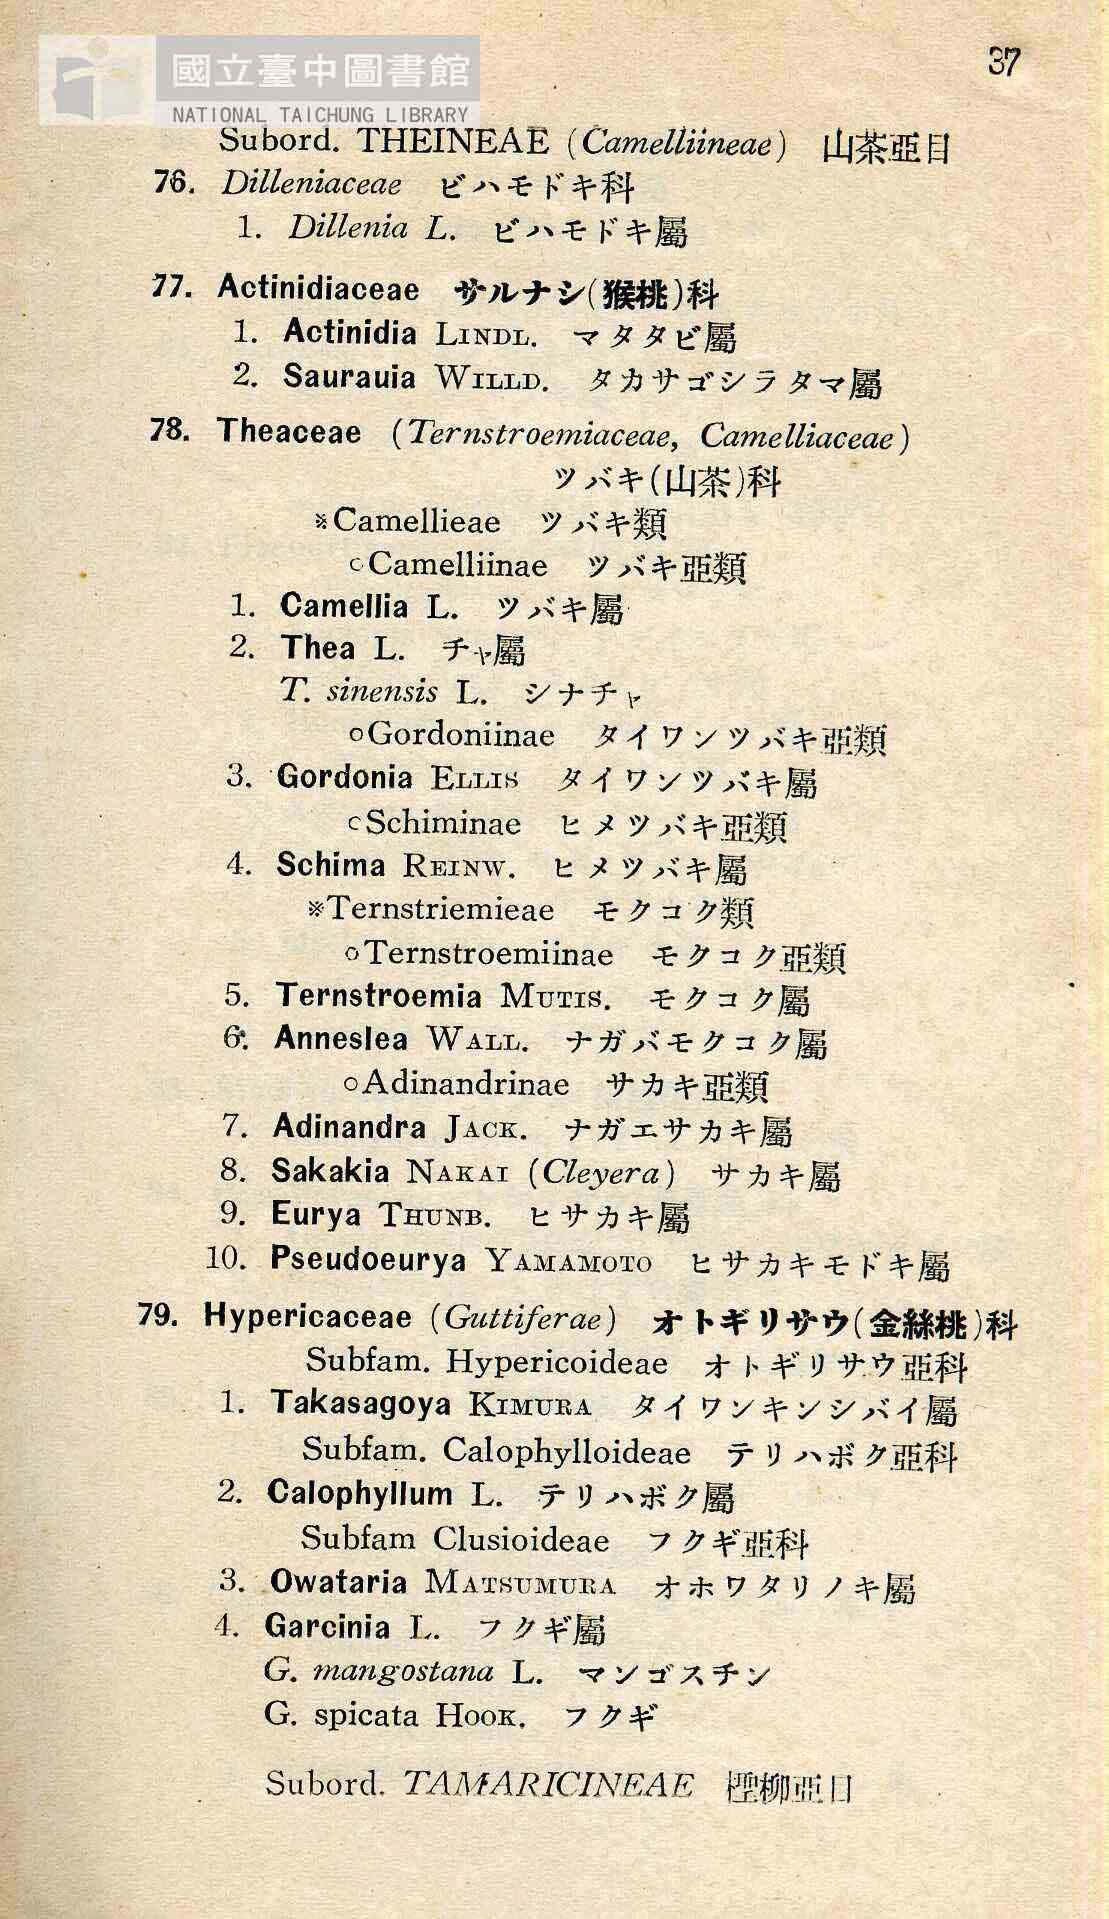 國立臺中圖書館
NATIONAL TAICHUNG LIBRARY
37
Subord. THEINEAE (Camelliineae) 山茶亞目
76. Dilleniaceae ビハモドキ科
1. Dillenia L. ビハモドキ屬
77. Actinidiaceae サルナシ(猴桃)科
1. Actinidia LINDL. マタタビ屬
2. Saurauia WILLD. タカサゴシラタマ屬
78. Theaceae (Ternstroemiaceae, Camelliaceae)
ツバキ(山茶)科
※Camellieae ツバキ類
○Camelliinae ツバキ亞類
1. Camellia L. ツバキ屬
2. Thea L. チャ屬
T. sinensis L. シナチャ
○Gordoniinae タイワンツバキ亞類
3. Gordonia ELLIS タイワンツバキ屬
○Schiminae ヒメツバキ亞類
4. Schima REINW. ヒメツバキ屬
※Ternstriemieae モクコク類
○Ternstroemiinae モクコク亞類
5. Ternstroemia MUTIS. モクコク屬
6. Anneslea WALL. ナガバモクコク屬
○Adinandrinae サカキ亞類
7. Adinandra JACK. ナガエサカキ屬
8. Sakakia NAKAI (Cleyera) サカキ屬
9. Eurya THUNB. ヒサカキ屬
10. Pseudoeurya YAMAMOTO ヒサカキモドキ屬
79. Hypericaceae (Guttiferae) オトギリサウ(金絲桃)科
Subfam. Hypericoideae オトギリサウ亞科
1. Takasagoya KIMURA タイワンキンシバイ屬
Subfam. Calophylloideae テリハボク亞科
2. Calophyllum L. テリハボク屬
Subfam Clusioideae フクギ亞科
3. Owataria MATSUMURA オホワタリノキ屬
4. Garcinia L. フクギ屬
G. mangostana L. マンゴスチン
G. spicata HOOK. フクギ
Subord. TAMARICINEAE 檉柳亞目